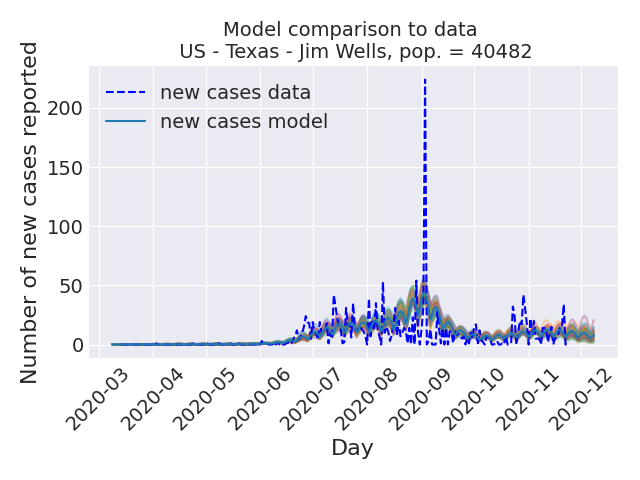 Model comparison to data
US - Texas - Jim Wells, pop. = 40482
Number of new cases reported
new cases data
new cases model
200
150
100
50
0
2020-03
2020-04
2020-05
2020-06
2020-07
2020-08
2020-09
2020-10
2020-11
2020-12
Day